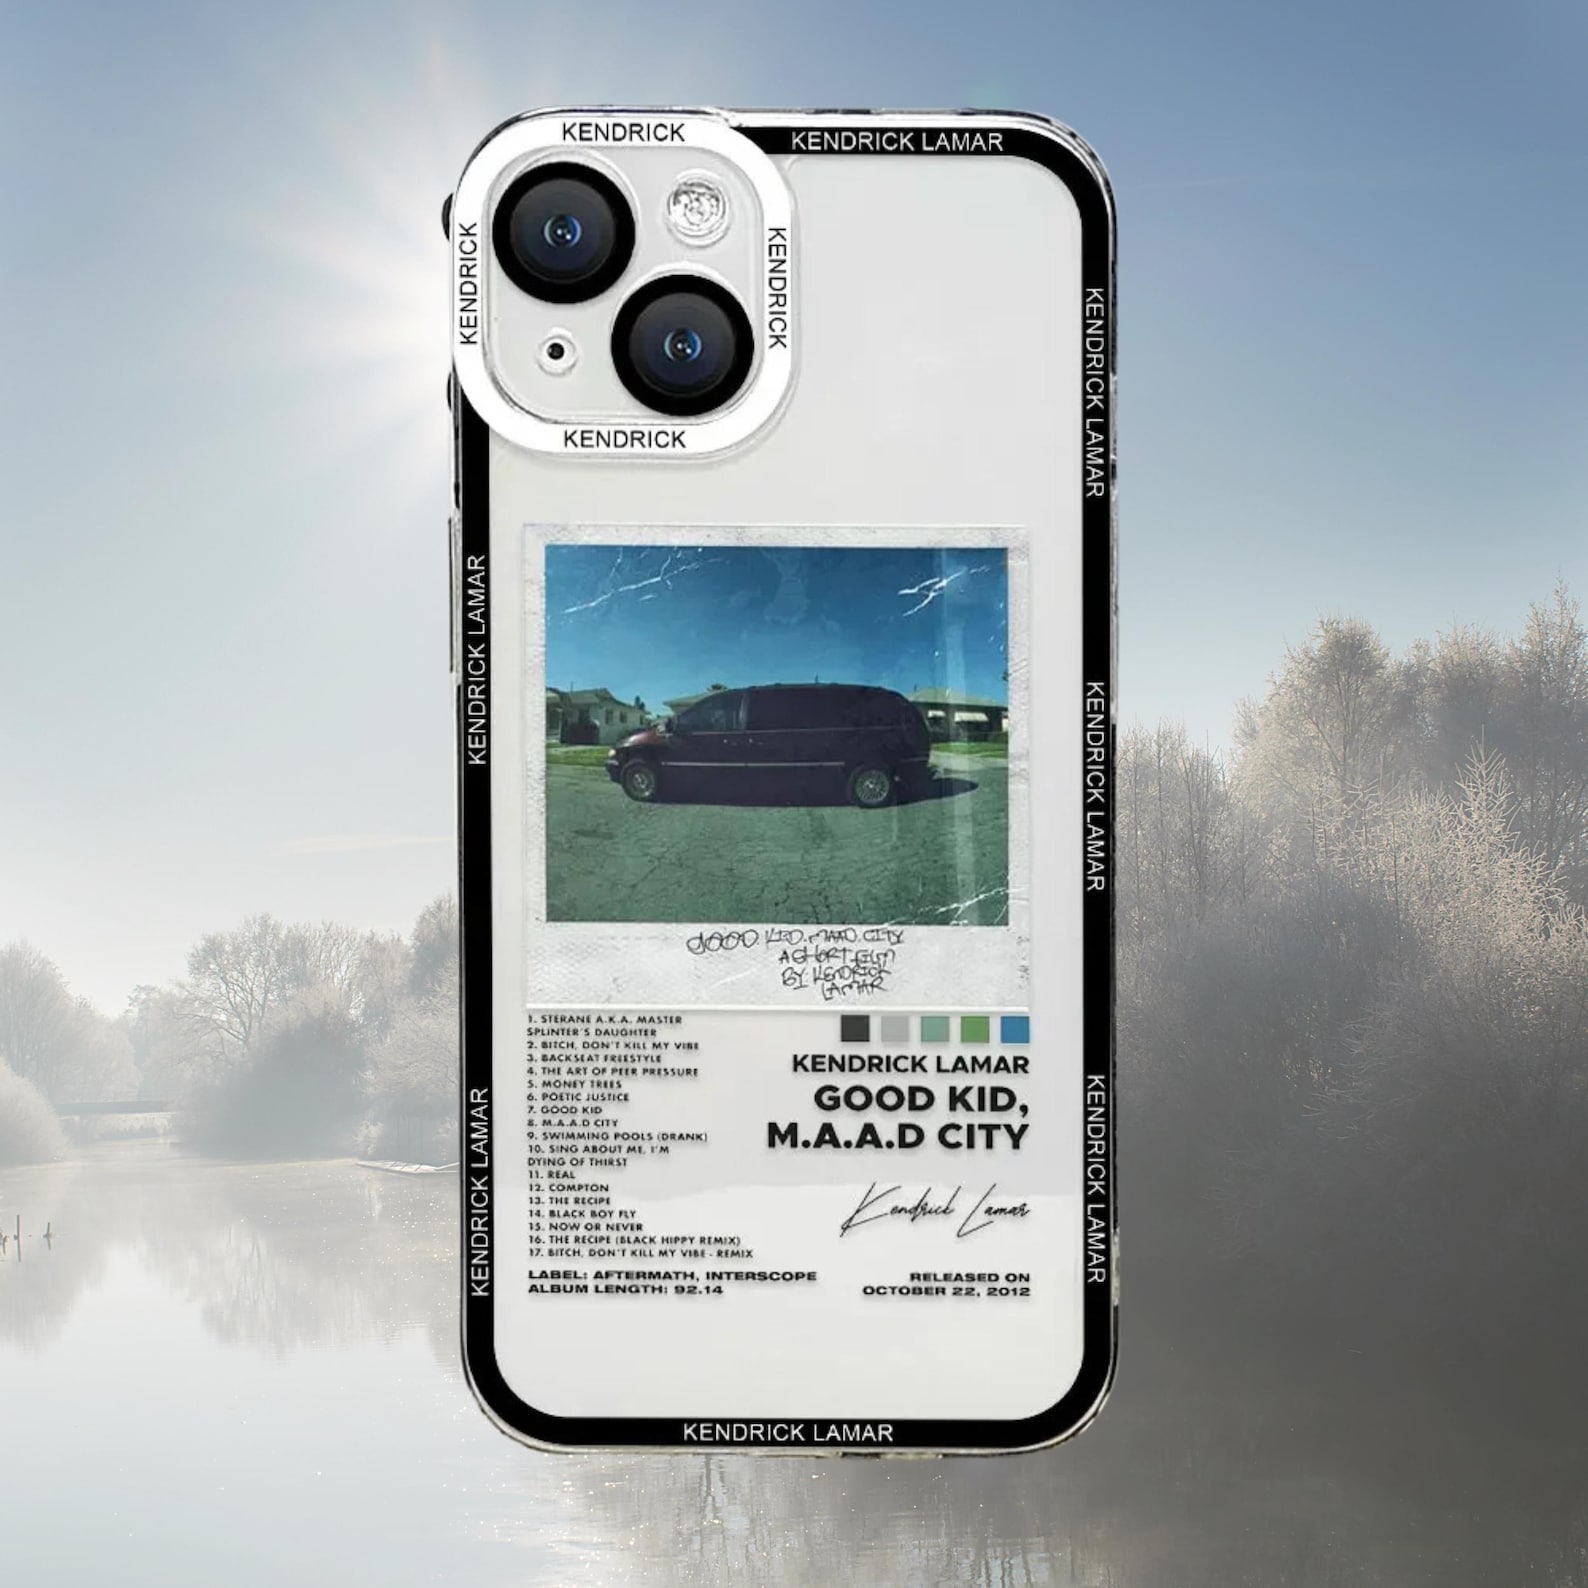 KENDRICK
KENDRICK LAMAR
KENDRICK
KENDRICK
KENDRICK
KENDRICK LAMAR
KENDRICK LAMAR
KENDRICK LAMAR
KENDRICK LAMAR
KENDRICK LAMAR
GOOD KID. MAAD. CITY
A SHORT FILM
BY. KENDRICK
LAMAR
1. STERANE A.K.A. MASTER
SPLINTER'S DAUGHTER
2. BITCH, DON'T KILL MY VIBE
3. BACKSEAT FREESTYLE
4. THE ART OF PEER PRESSURE
5. MONEY TREES
6. POETIC JUSTICE
7. GOOD KID
8. M.A.A.D CITY
9. SWIMMING POOLS (DRANK)
10. SING ABOUT ME, I'M
DYING OF THIRST
11. REAL
12. COMPTON
13. THE RECIPE
14. BLACK BOY FLY
15. NOW OR NEVER
16. THE RECIPE (BLACK HIPPY REMIX)
17. BITCH, DON'T KILL MY VIBE - REMIX
KENDRICK LAMAR
GOOD KID,
M.A.A.D CITY
Kendrick Lamar
LABEL: AFTERMATH, INTERSCOPE
ALBUM LENGTH: 92.14
RELEASED ON
OCTOBER 22, 2012
KENDRICK LAMAR